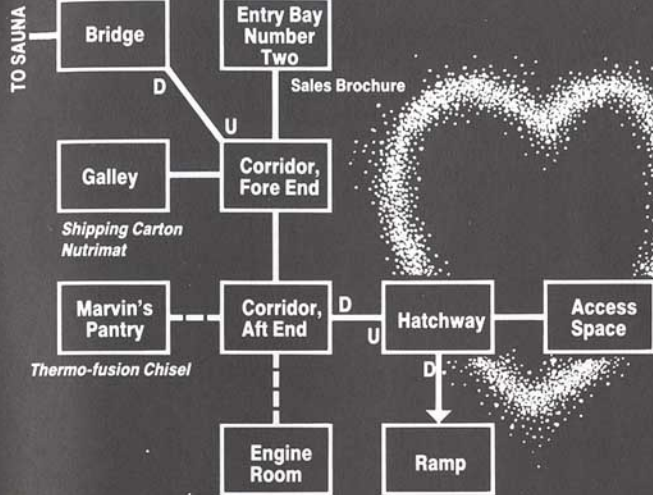 TO SAUNA
Bridge
Entry Bay
Number
Two
D
Sales Brochure
U
Galley
Corridor,
Fore End
Shipping Carton
Nutrimat
Marvin's
Pantry
Corridor,
Aft End
D
U
Hatchway
Access
Space
Thermo-fusion Chisel
D
Engine
Room
Ramp